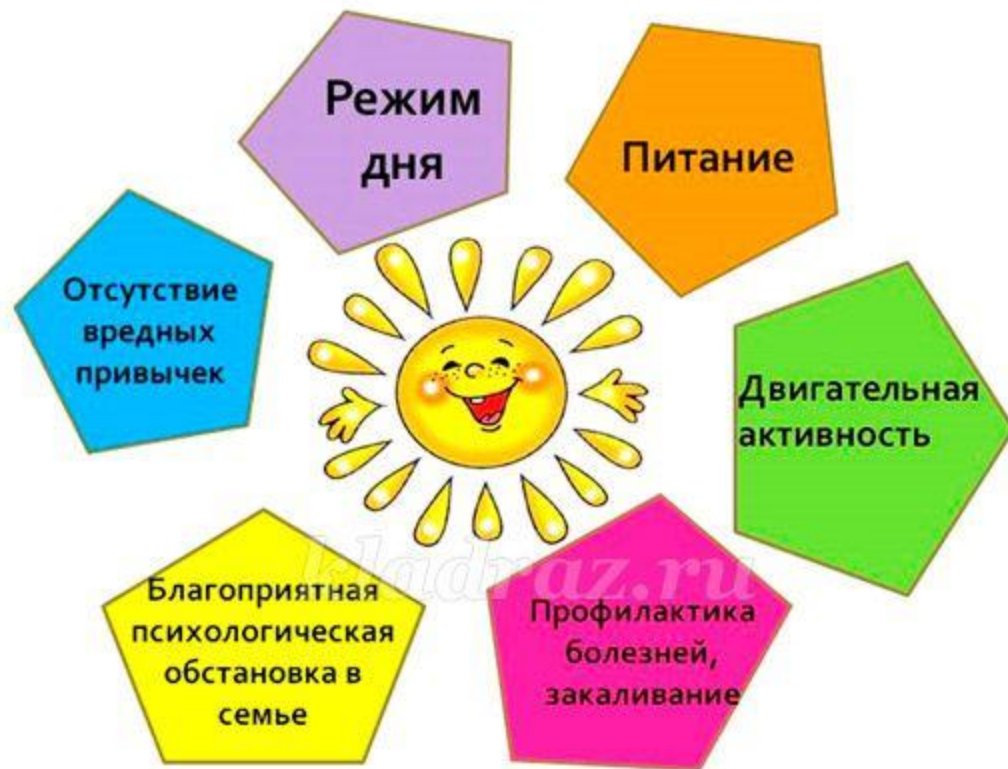 Режим
дня
Питание
Отсутствие
вредных
привычек
Двигательная
активность
Благоприятная
психологическая
обстановка в
семье
Профилактика
болезней,
закаливание
kladraz.ru